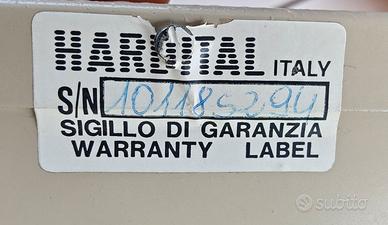 HARDITAL ITALY
S/N 101185294
SIGILLO DI GARANZIA
WARRANTY LABEL
subito